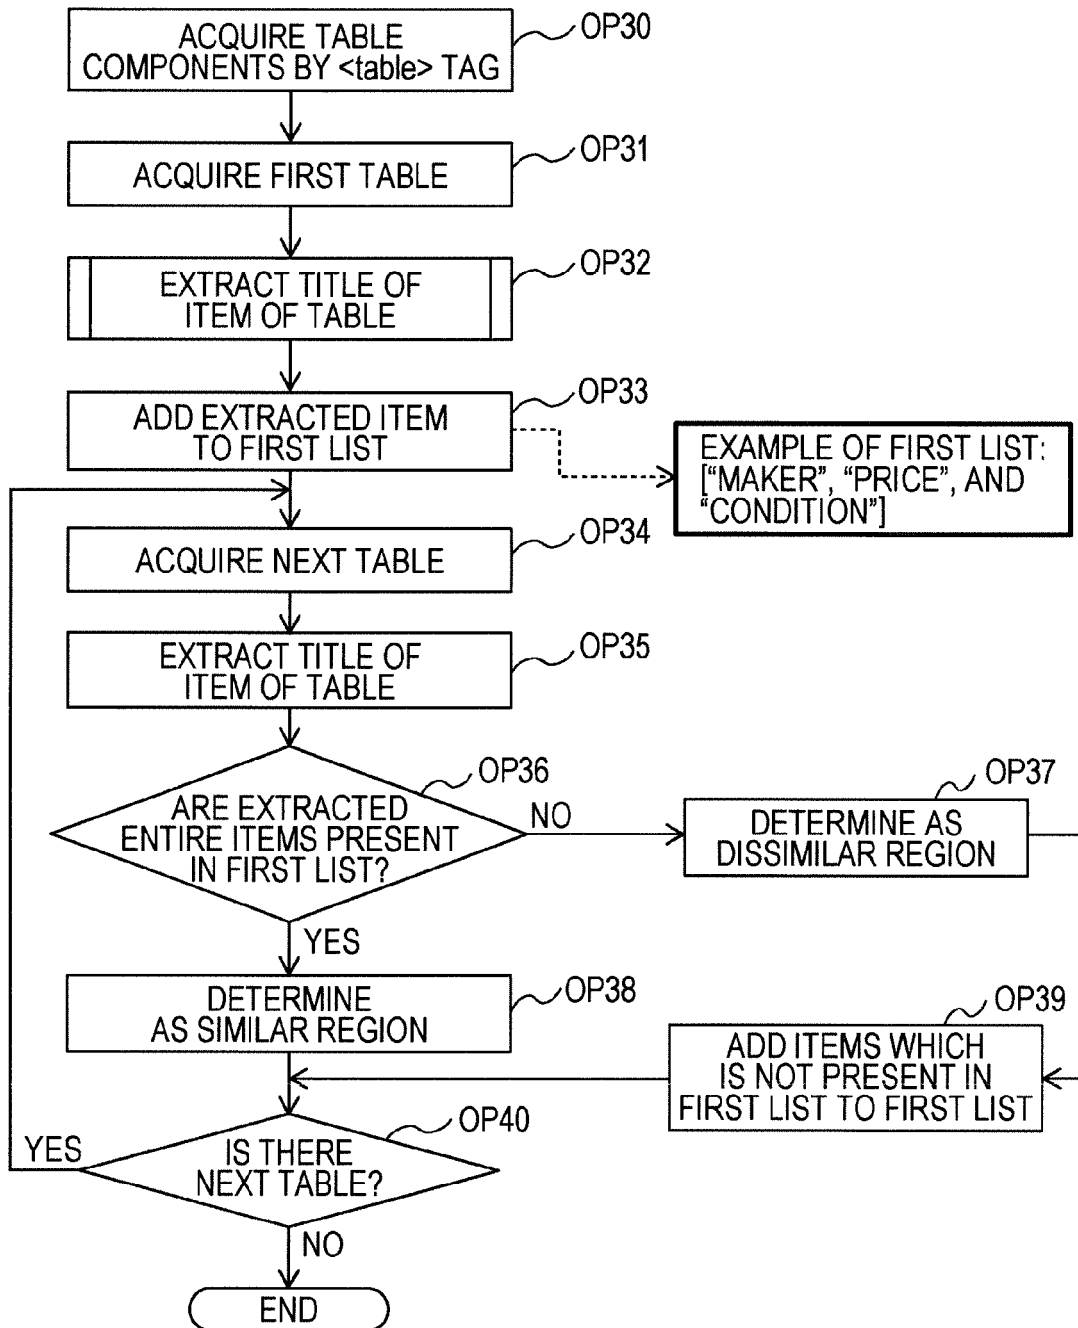 ACQUIRE TABLE
COMPONENTS BY <table> TAG
OP30
ACQUIRE FIRST TABLE
OP31
EXTRACT TITLE OF
ITEM OF TABLE
OP32
ADD EXTRACTED ITEM
TO FIRST LIST
OP33
EXAMPLE OF FIRST LIST:
["MAKER", "PRICE", AND
"CONDITION"]
ACQUIRE NEXT TABLE
OP34
EXTRACT TITLE OF
ITEM OF TABLE
OP35
ARE EXTRACTED
ENTIRE ITEMS PRESENT
IN FIRST LIST?
OP36
NO
DETERMINE AS
DISSIMILAR REGION
OP37
YES
DETERMINE
AS SIMILAR REGION
OP38
ADD ITEMS WHICH
IS NOT PRESENT IN
FIRST LIST TO FIRST LIST
OP39
IS THERE
NEXT TABLE?
OP40
YES
NO
END